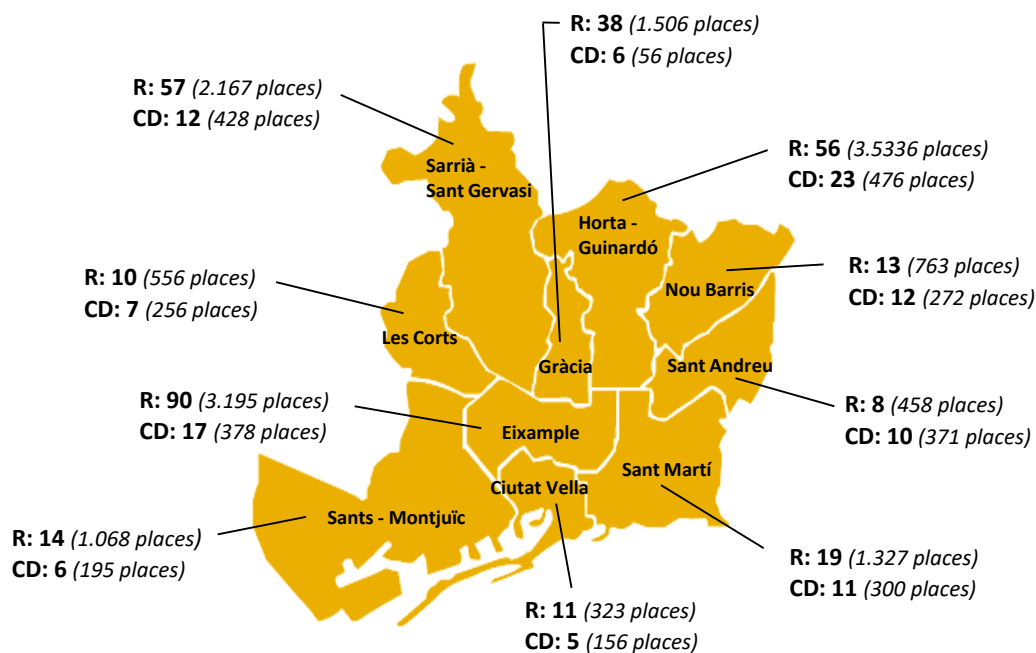 R: 38 (1.506 places)
CD: 6 (56 places)
R: 57 (2.167 places)
CD: 12 (428 places)
Sarrià -
Sant Gervasi
R: 56 (3.5336 places)
CD: 23 (476 places)
Horta -
Guinardó
R: 10 (556 places)
CD: 7 (256 places)
Les Corts
Gràcia
Nou Barris
R: 13 (763 places)
CD: 12 (272 places)
Sant Andreu
R: 8 (458 places)
CD: 10 (371 places)
R: 90 (3.195 places)
CD: 17 (378 places)
Eixample
Sant Martí
Ciutat Vella
Sants - Montjuïc
R: 14 (1.068 places)
CD: 6 (195 places)
R: 19 (1.327 places)
CD: 11 (300 places)
R: 11 (323 places)
CD: 5 (156 places)